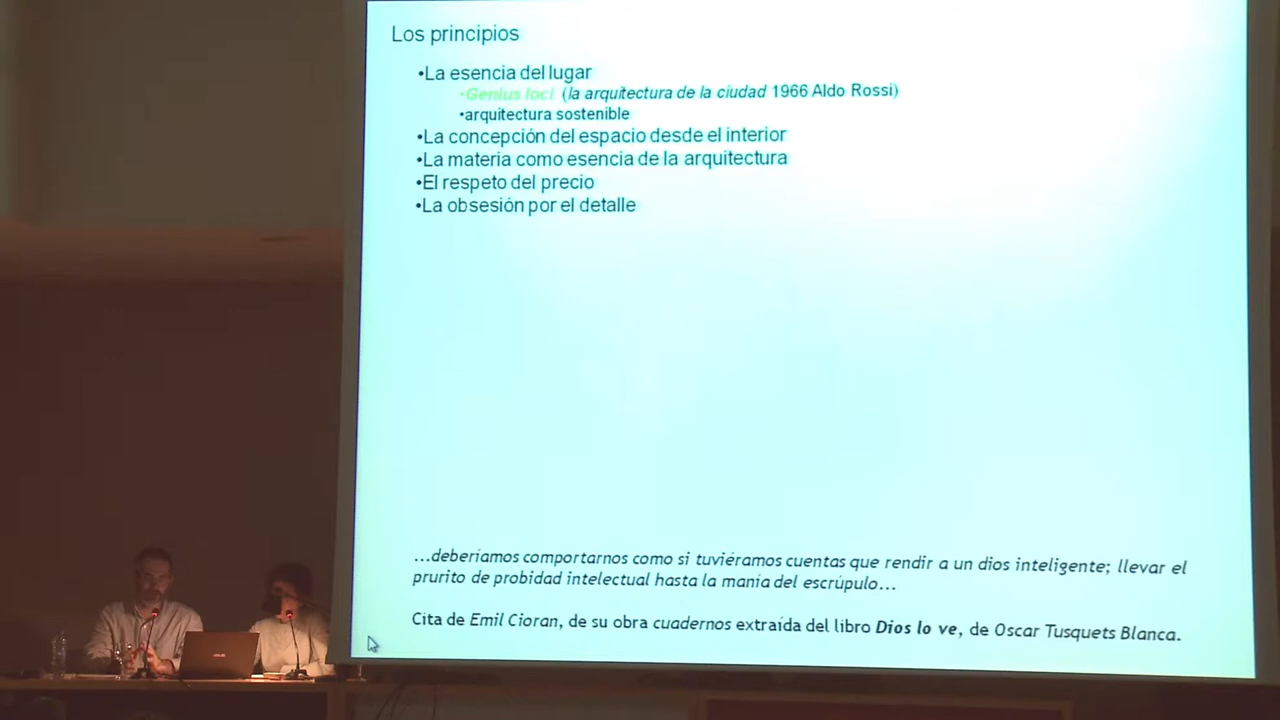 Los principios
•La esencia del lugar
•Genius loci (la arquitectura de la ciudad 1966 Aldo Rossi)
•arquitectura sostenible
•La concepción del espacio desde el interior
•La materia como esencia de la arquitectura
•El respeto del precio
•La obsesión por el detalle
...deberíamos comportarnos como si tuviéramos cuentas que rendir a un dios inteligente; llevar el
prurito de probidad intelectual hasta la manía del escrúpulo...
Cita de Emil Cioran, de su obra cuadernos extraída del libro Dios lo ve, de Oscar Tusquets Blanca.
ASUS